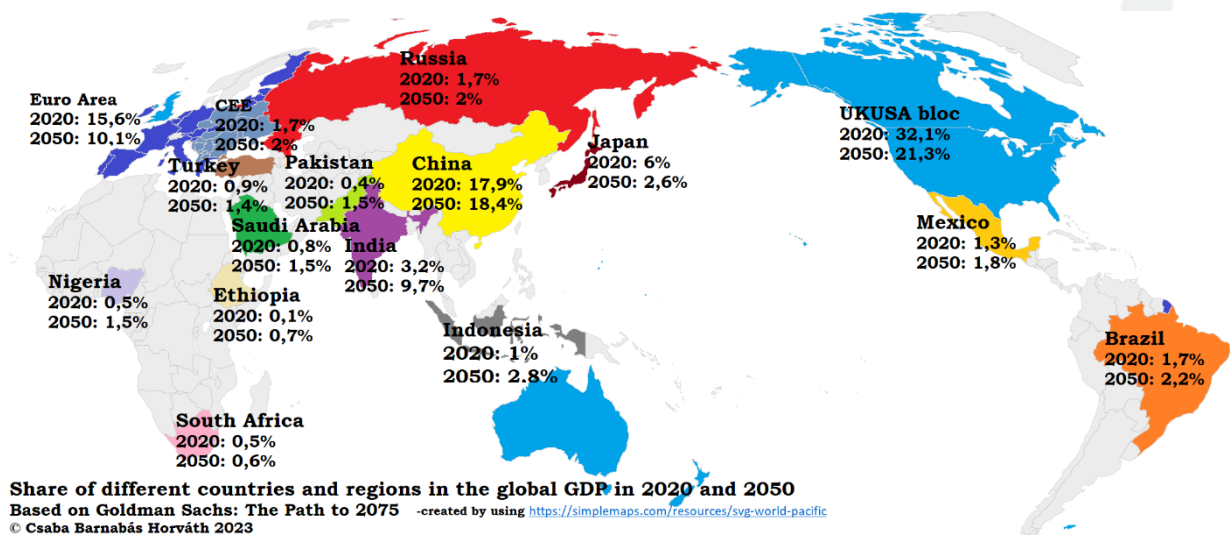 Russia
2020: 1,7%
2050: 2%
Euro Area
2020: 15,6%
2050: 10,1%
CEE
2020: 1,7%
2050: 2%
UKUSA bloc
2020: 32,1%
2050: 21,3%
Japan
2020: 6%
2050: 2,6%
Turkey
2020: 0,9%
2050: 1,4%
Pakistan
2020: 0,4%
2050: 1,5%
China
2020: 17,9%
2050: 18,4%
Saudi Arabia
2020: 0,8%
2050: 1,5%
India
2020: 3,2%
2050: 9,7%
Mexico
2020: 1,3%
2050: 1,8%
Nigeria
2020: 0,5%
2050: 1,5%
Ethiopia
2020: 0,1%
2050: 0,7%
Indonesia
2020: 1%
2050: 2.8%
Brazil
2020: 1,7%
2050: 2,2%
South Africa
2020: 0,5%
2050: 0,6%
Share of different countries and regions in the global GDP in 2020 and 2050
Based on Goldman Sachs: The Path to 2075 -created by using https://simplemaps.com/resources/svg-world-pacific
© Csaba Barnabás Horváth 2023